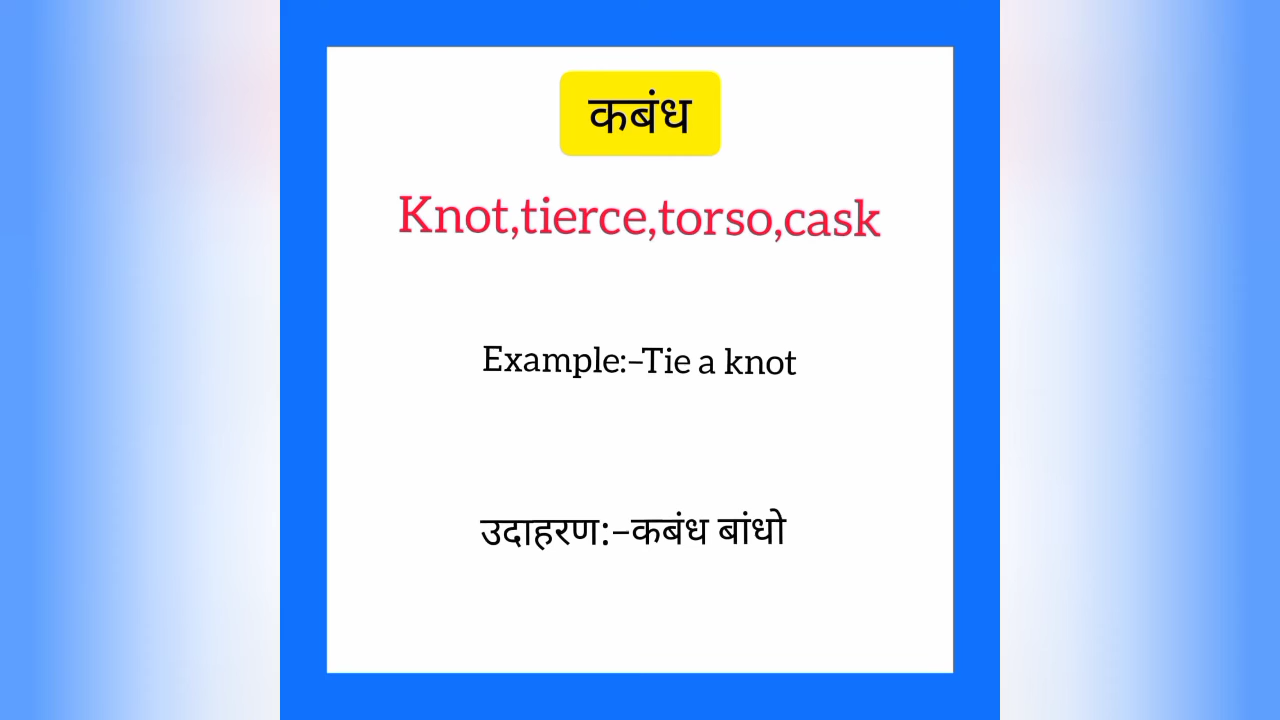 कबंध
Knot,tierce,torso,cask
Example:-Tie a knot
उदाहरण:-कबंध बांधो